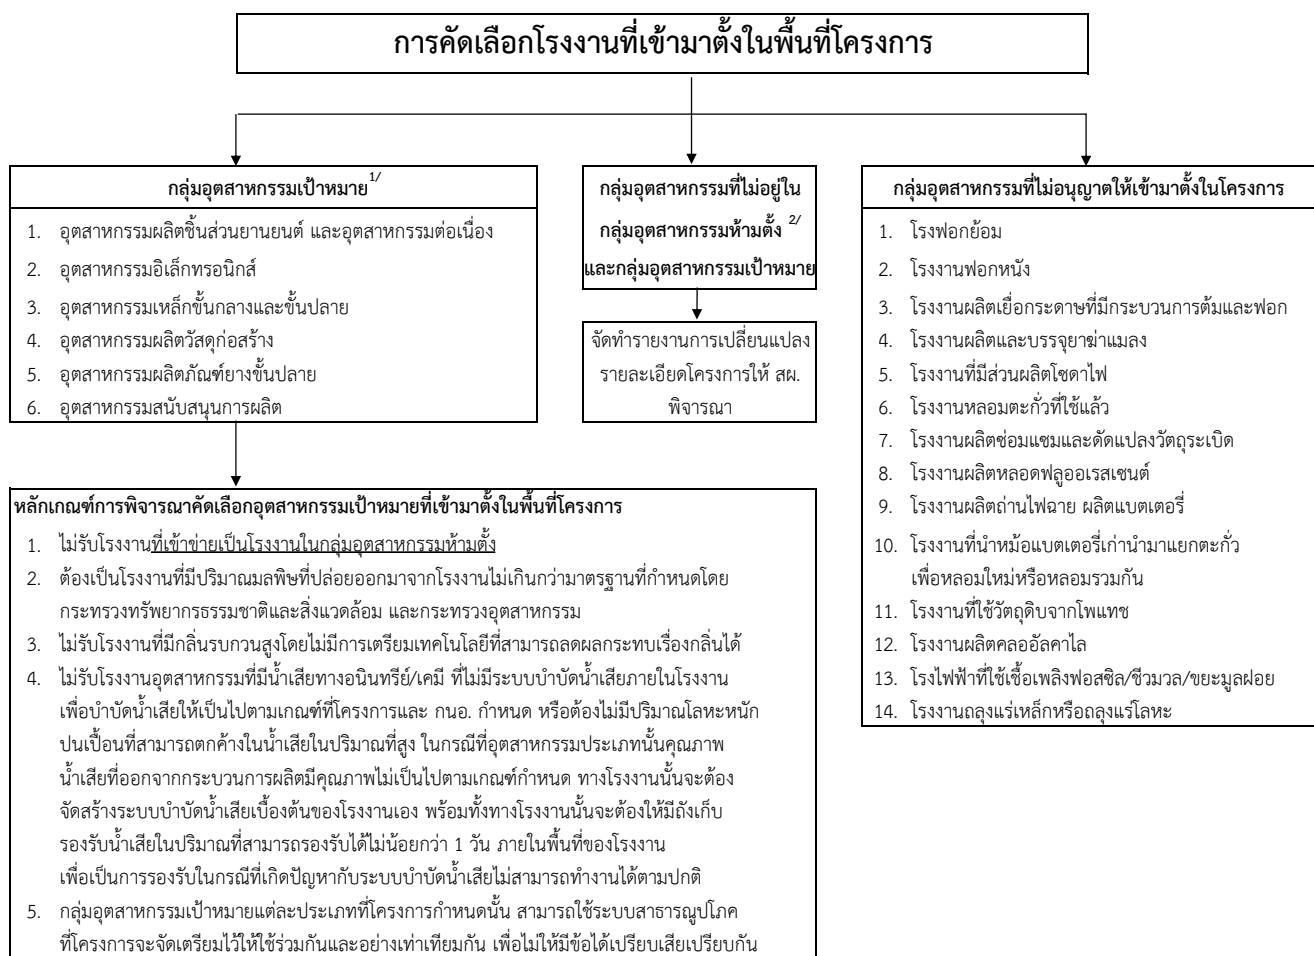 การคัดเลือกโรงงานที่เข้ามาตั้งในพื้นที่โครงการ
กลุ่มอุตสาหกรรมเป้าหมาย 1/
1. อุตสาหกรรมผลิตชิ้นส่วนยานยนต์ และอุตสาหกรรมต่อเนื่อง
2. อุตสาหกรรมอิเล็กทรอนิกส์
3. อุตสาหกรรมเหล็กขั้นกลางและขั้นปลาย
4. อุตสาหกรรมผลิตวัสดุก่อสร้าง
5. อุตสาหกรรมผลิตภัณฑ์ยางขั้นปลาย
6. อุตสาหกรรมสนับสนุนการผลิต
กลุ่มอุตสาหกรรมที่ไม่อยู่ใน
กลุ่มอุตสาหกรรมห้ามตั้ง 2/
และกลุ่มอุตสาหกรรมเป้าหมาย
จัดทำรายงานการเปลี่ยนแปลง
รายละเอียดโครงการให้ สผ.
พิจารณา
กลุ่มอุตสาหกรรมที่ไม่อนุญาตให้เข้ามาตั้งในโครงการ
1. โรงฟอกย้อม
2. โรงงานฟอกหนัง
3. โรงงานผลิตเยื่อกระดาษที่มีกระบวนการต้มและฟอก
4. โรงงานผลิตและบรรจุยาฆ่าแมลง
5. โรงงานที่มีส่วนผลิตโซดาไฟ
6. โรงงานหลอมตะกั่วที่ใช้แล้ว
7. โรงงานผลิตซ่อมแซมและดัดแปลงวัตถุระเบิด
8. โรงงานผลิตหลอดฟลูออเรสเซนต์
9. โรงงานผลิตถ่านไฟฉาย ผลิตแบตเตอรี่
10. โรงงานที่นำหม้อแบตเตอรี่เก่านำมาแยกตะกั่ว
เพื่อหลอมใหม่หรือหลอมรวมกัน
11. โรงงานที่ใช้วัตถุดิบจากโพแทช
12. โรงงานผลิตคลออัลคาไล
13. โรงไฟฟ้าที่ใช้เชื้อเพลิงฟอสซิล/ชีวมวล/ขยะมูลฝอย
14. โรงงานถลุงแร่เหล็กหรือถลุงแร่โลหะ
หลักเกณฑ์การพิจารณาคัดเลือกอุตสาหกรรมเป้าหมายที่เข้ามาตั้งในพื้นที่โครงการ
1. ไม่รับโรงงานที่เข้าข่ายเป็นโรงงานในกลุ่มอุตสาหกรรมห้ามตั้ง
2. ต้องเป็นโรงงานที่มีปริมาณมลพิษที่ปล่อยออกมาจากโรงงานไม่เกินกว่ามาตรฐานที่กำหนดโดย
กระทรวงทรัพยากรธรรมชาติและสิ่งแวดล้อม และกระทรวงอุตสาหกรรม
3. ไม่รับโรงงานที่มีกลิ่นรบกวนสูงโดยไม่มีการเตรียมเทคโนโลยีที่สามารถลดผลกระทบเรื่องกลิ่นได้
4. ไม่รับโรงงานอุตสาหกรรมที่มีน้ำเสียทางอนินทรีย์/เคมี ที่ไม่มีระบบบำบัดน้ำเสียภายในโรงงาน
เพื่อบำบัดน้ำเสียให้เป็นไปตามเกณฑ์ที่โครงการและ กนอ. กำหนด หรือต้องไม่มีปริมาณโลหะหนัก
ปนเปื้อนที่สามารถตกค้างในน้ำเสียในปริมาณที่สูง ในกรณีที่อุตสาหกรรมประเภทนั้นคุณภาพ
น้ำเสียที่ออกจากกระบวนการผลิตมีคุณภาพไม่เป็นไปตามเกณฑ์กำหนด ทางโรงงานนั้นจะต้อง
จัดสร้างระบบบำบัดน้ำเสียเบื้องต้นของโรงงานเอง พร้อมทั้งทางโรงงานนั้นจะต้องให้มีถังเก็บ
รองรับน้ำเสียในปริมาณที่สามารถรองรับได้ไม่น้อยกว่า 1 วัน ภายในพื้นที่ของโรงงาน
เพื่อเป็นการรองรับในกรณีที่เกิดปัญหากับระบบบำบัดน้ำเสียไม่สามารถทำงานได้ตามปกติ
5. กลุ่มอุตสาหกรรมเป้าหมายแต่ละประเภทที่โครงการกำหนดนั้น สามารถใช้ระบบสาธารณูปโภค
ที่โครงการจะจัดเตรียมไว้ให้ใช้ร่วมกันและอย่างเท่าเทียมกัน เพื่อไม่ให้มีข้อได้เปรียบเสียเปรียบกัน